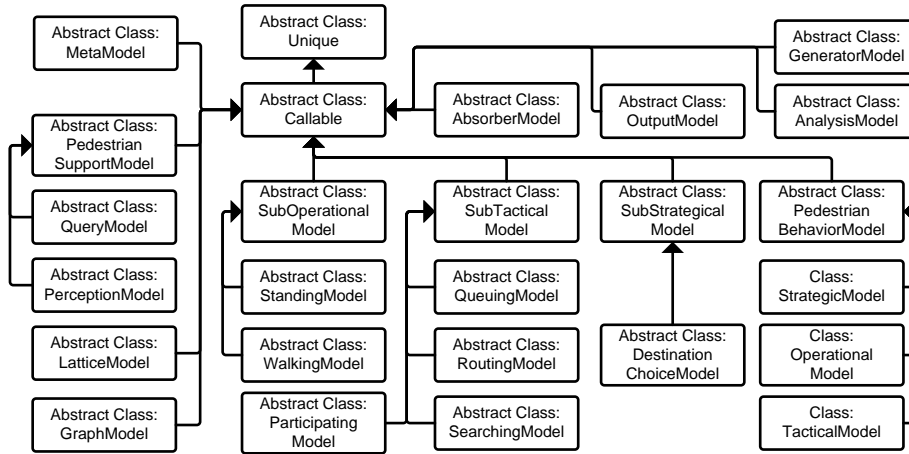 Abstract Class:
MetaModel
Abstract Class:
Unique
Abstract Class:
GeneratorModel
Abstract Class:
Callable
Abstract Class:
AbsorberModel
Abstract Class:
OutputModel
Abstract Class:
AnalysisModel
Abstract Class:
Pedestrian
SupportModel
Abstract Class:
QueryModel
Abstract Class:
PerceptionModel
Abstract Class:
LatticeModel
Abstract Class:
GraphModel
Abstract Class:
SubOperational
Model
Abstract Class:
StandingModel
Abstract Class:
WalkingModel
Abstract Class:
Participating
Model
Abstract Class:
SubTactical
Model
Abstract Class:
QueuingModel
Abstract Class:
RoutingModel
Abstract Class:
SearchingModel
Abstract Class:
SubStrategical
Model
Abstract Class:
Destination
ChoiceModel
Abstract Class:
Pedestrian
BehaviorModel
Class:
StrategicModel
Class:
Operational
Model
Class:
TacticalModel